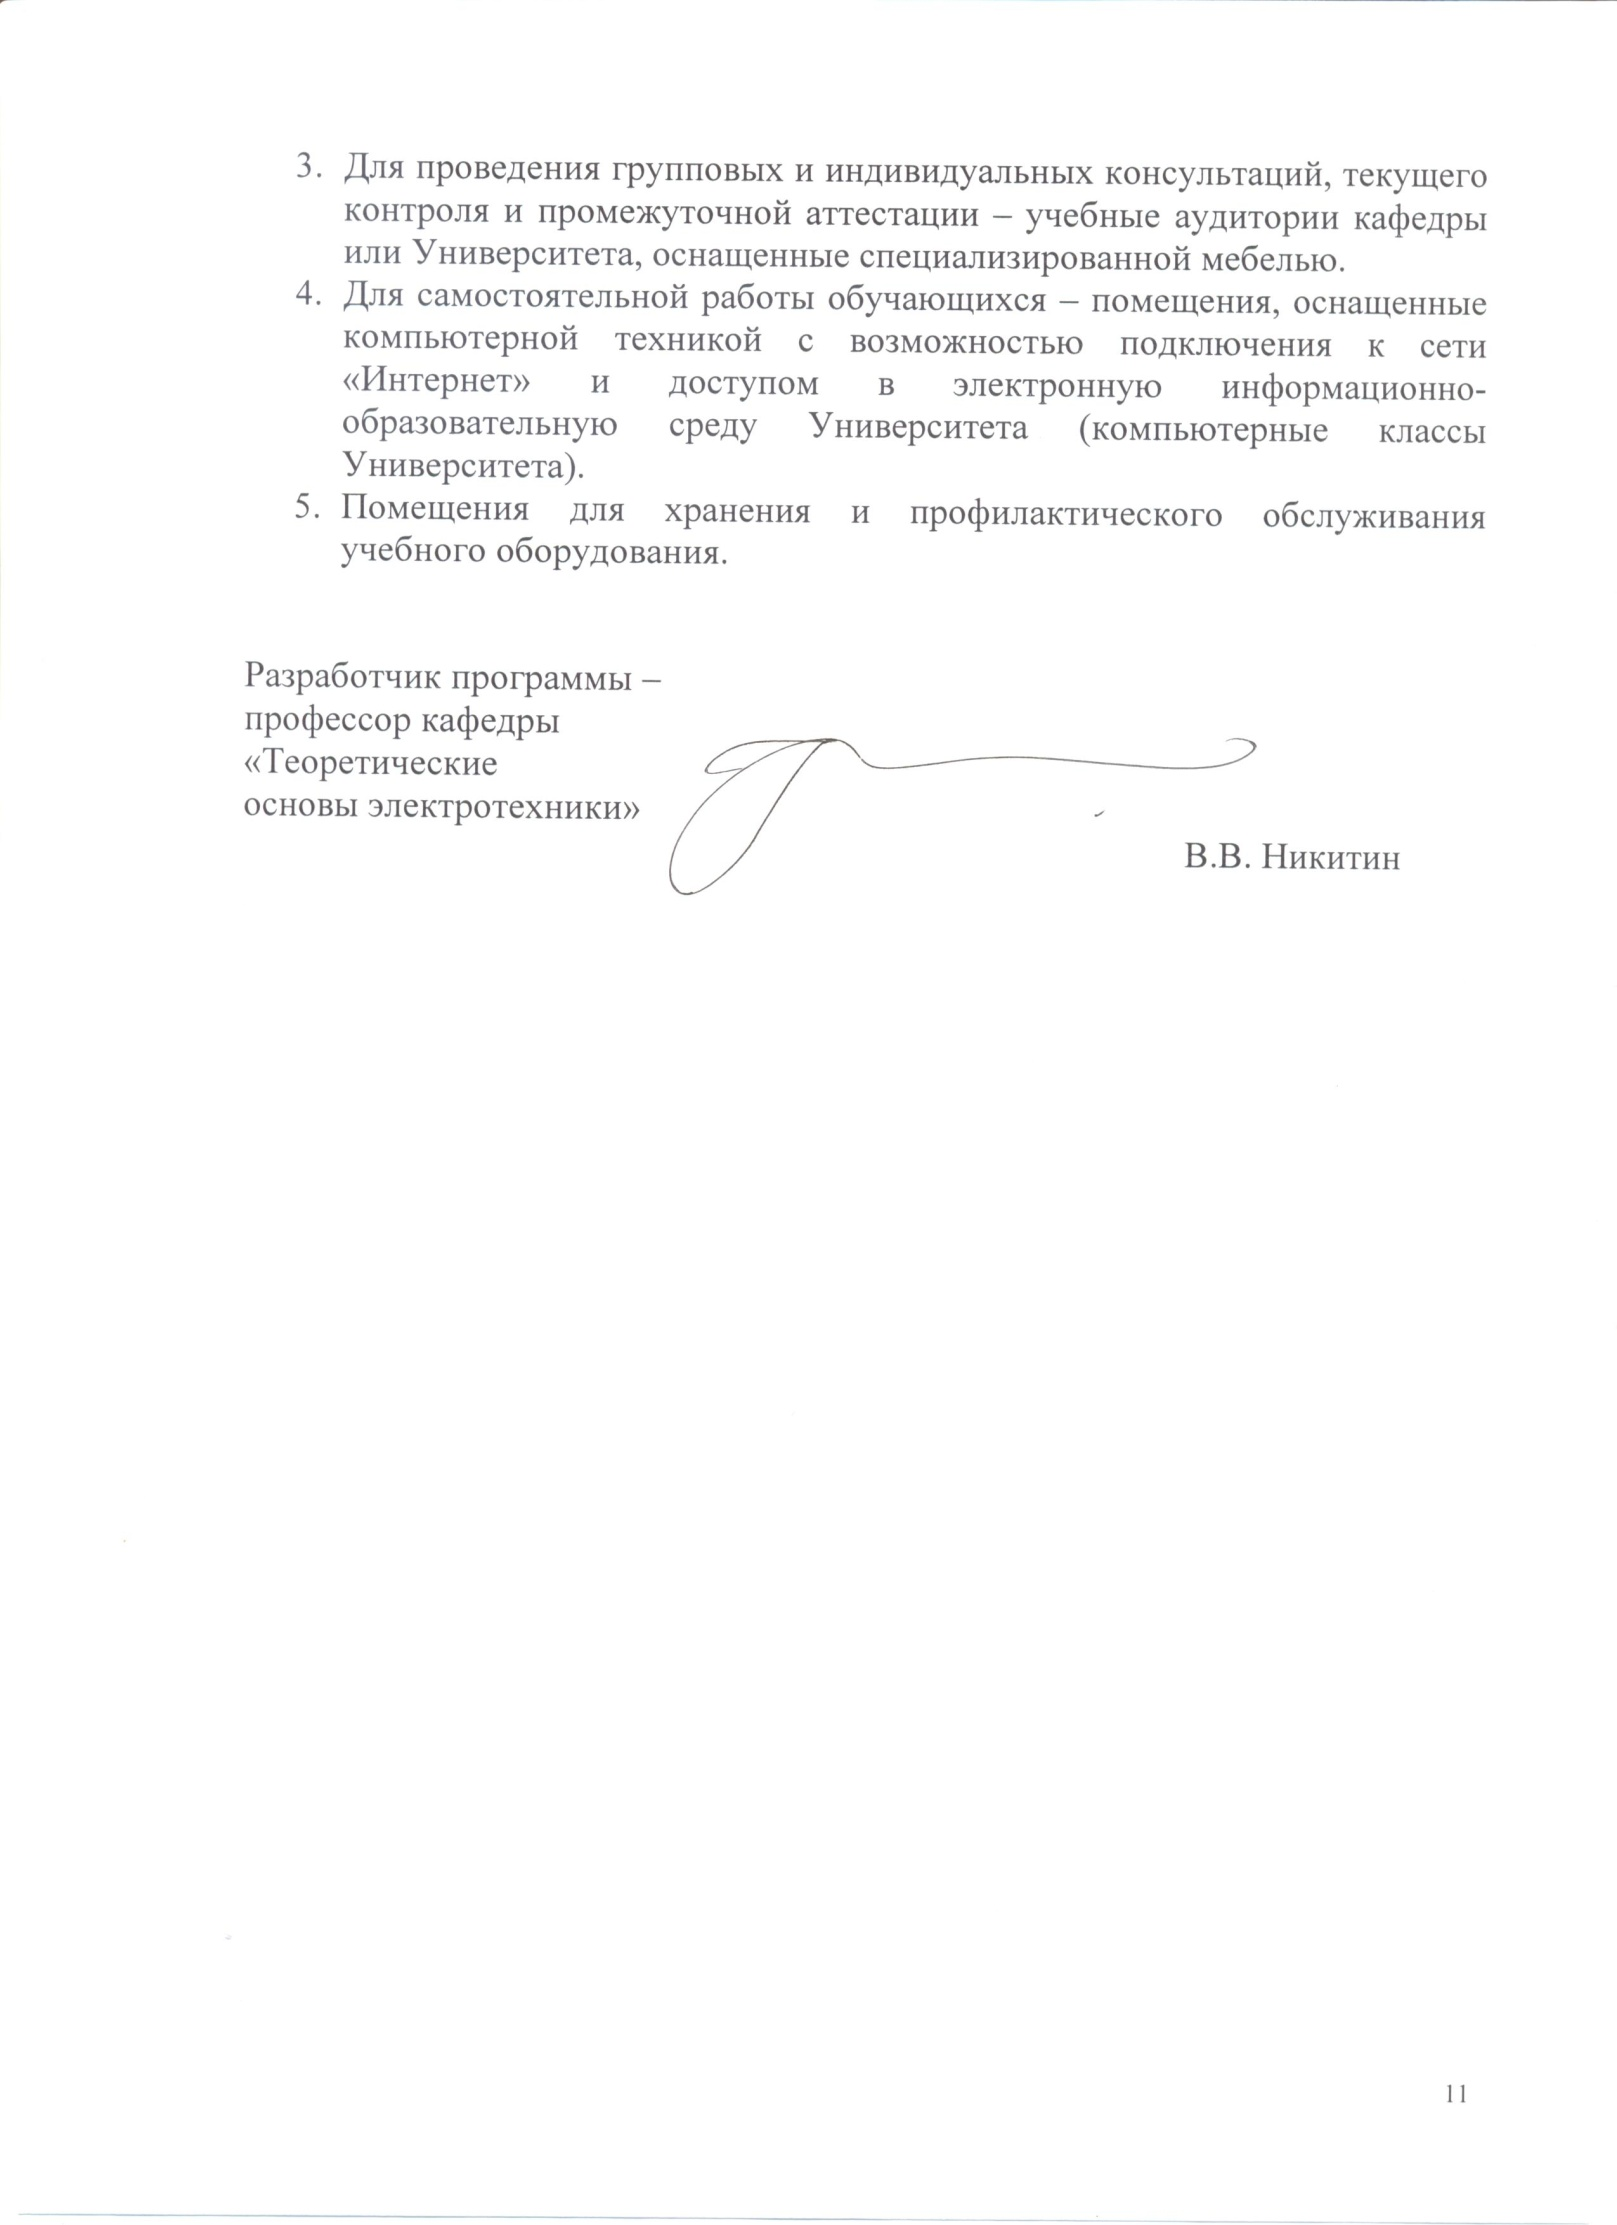 3. Для проведения групповых и индивидуальных консультаций, текущего
контроля и промежуточной аттестации – учебные аудитории кафедры
или Университета, оснащенные специализированной мебелью.
4. Для самостоятельной работы обучающихся – помещения, оснащенные
компьютерной техникой с возможностью подключения к сети
«Интернет» и доступом в электронную информационно-
образовательную среду Университета (компьютерные классы
Университета).
5. Помещения для хранения и профилактического обслуживания
учебного оборудования.
Разработчик программы –
профессор кафедры
«Теоретические
основы электротехники»
В.В. Никитин
11